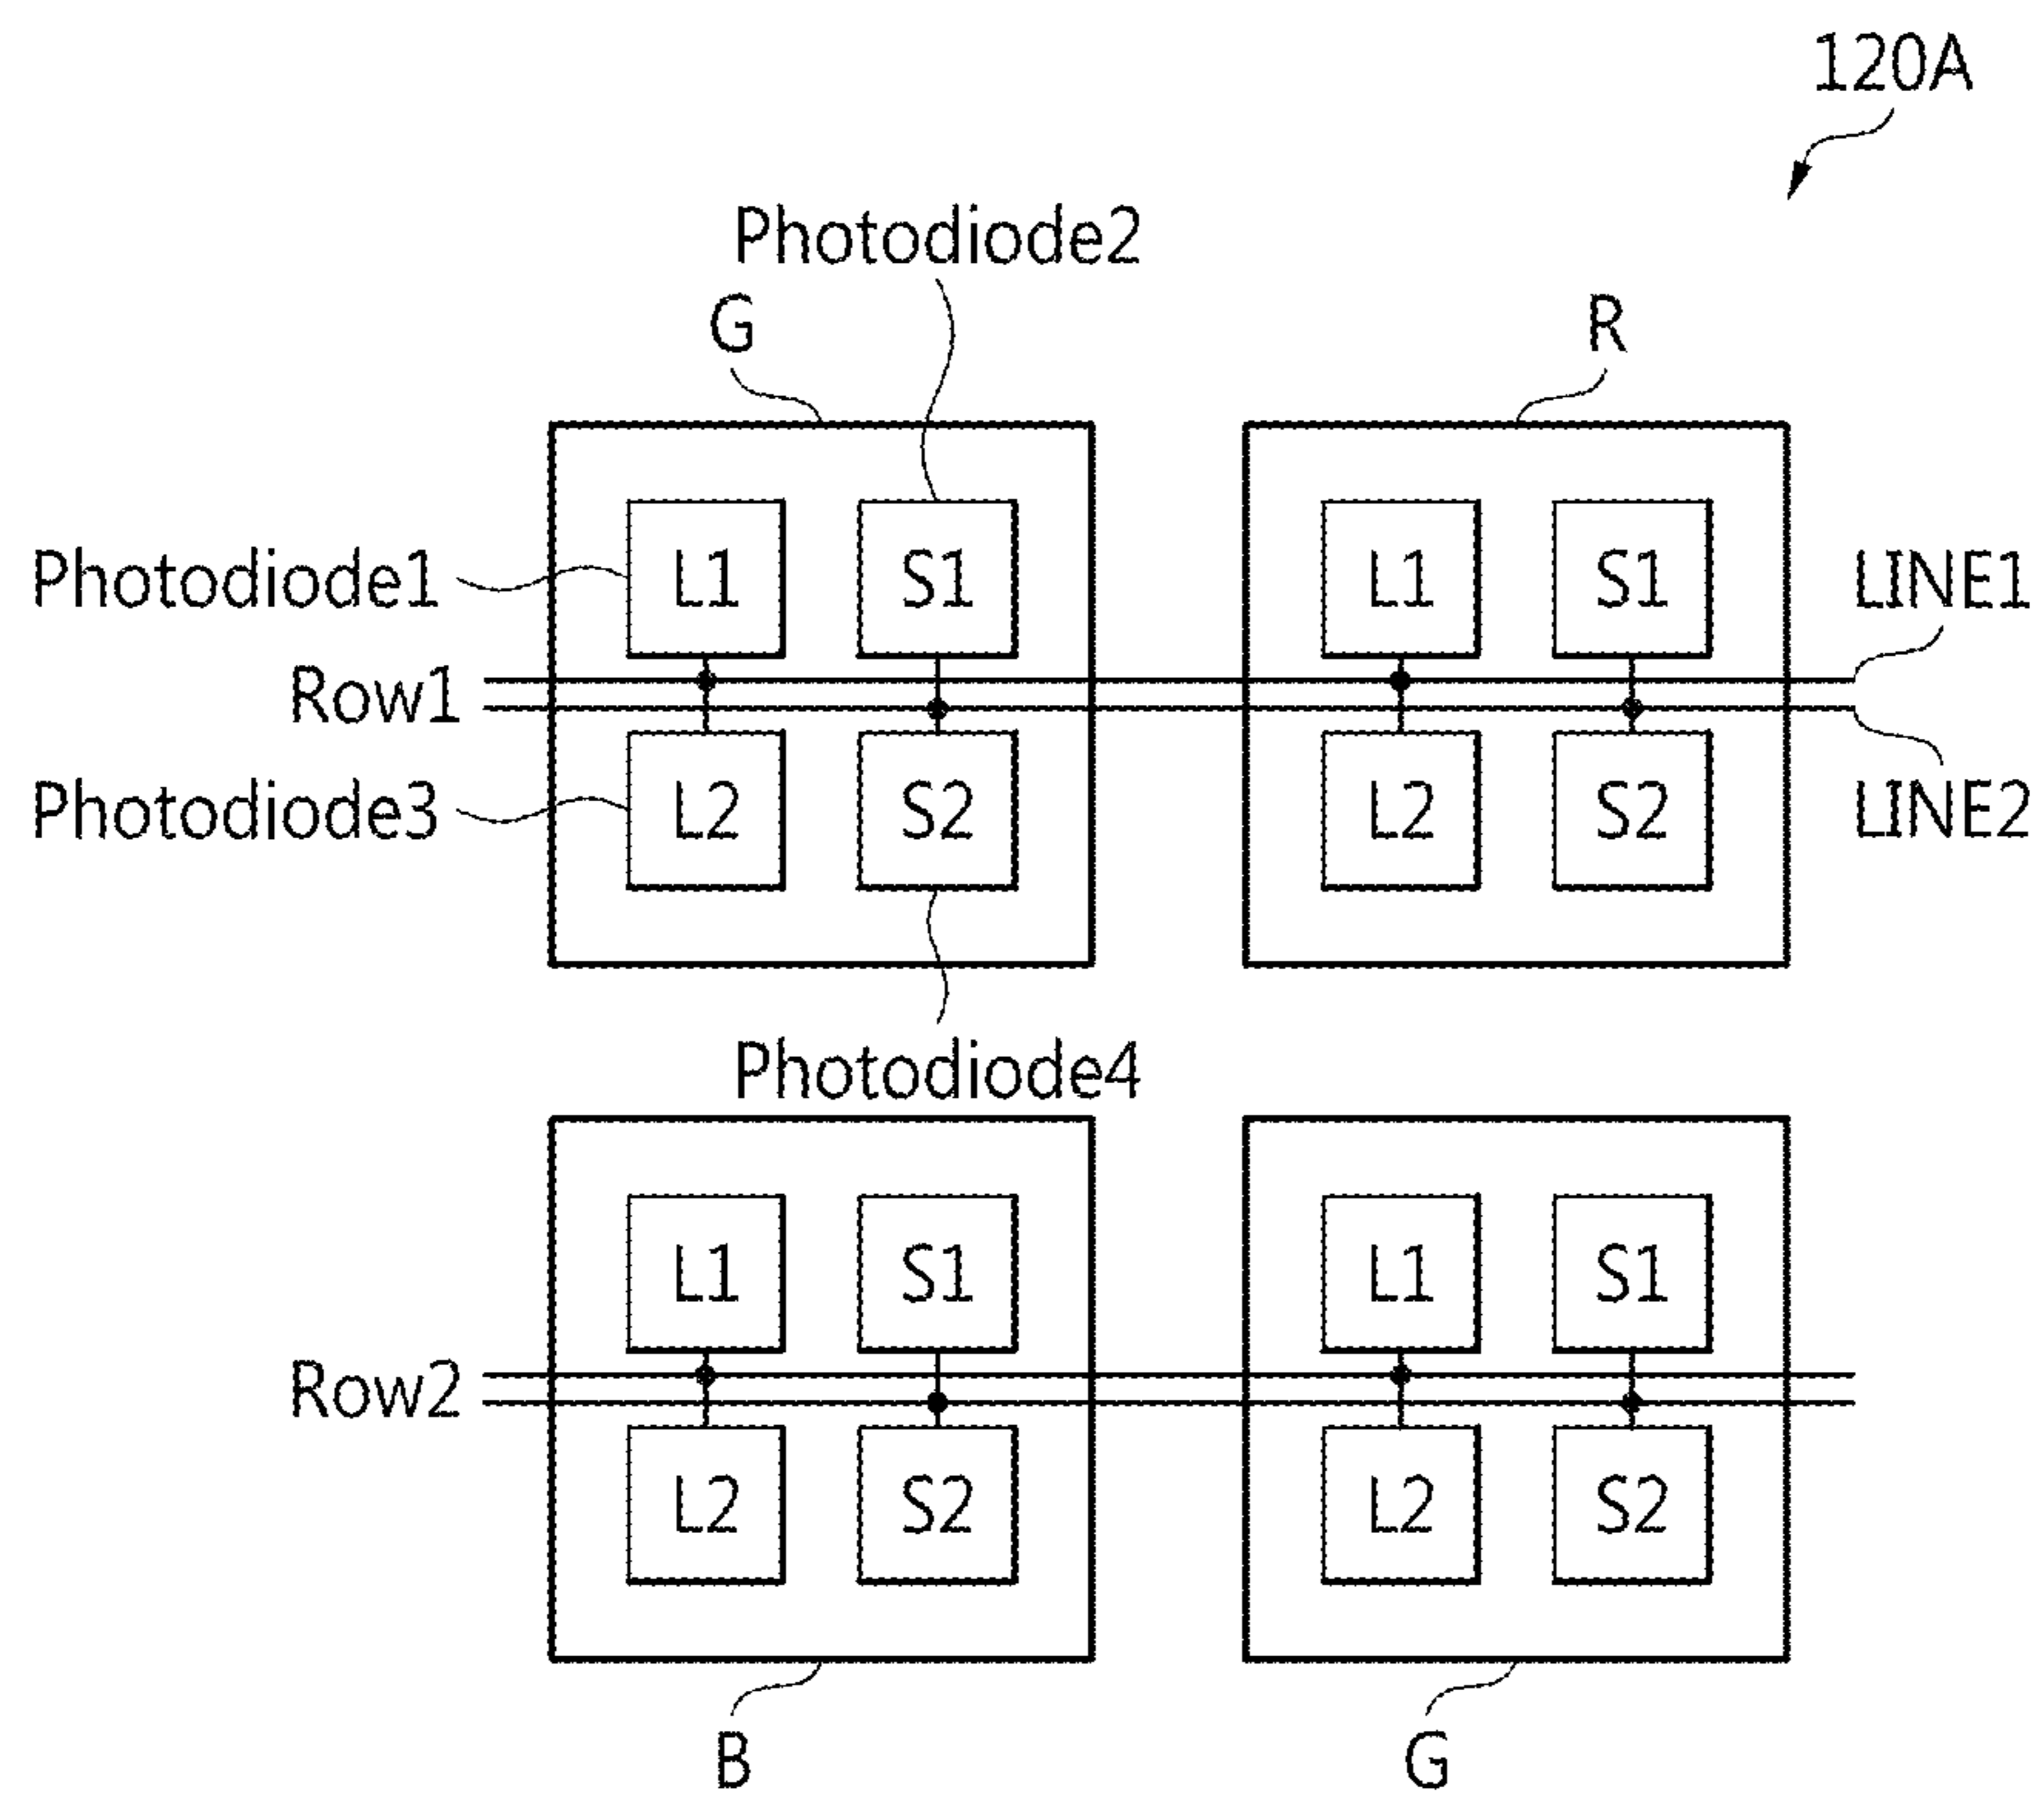 120A
Photodiode2
G R
L1 S1 L1 S1
Photodiode1 LINE1
Row1
L2 S2 L2 S2
Photodiode3 LINE2
Photodiode4
L1 S1 L1 S1
Row2
L2 S2 L2 S2
B G